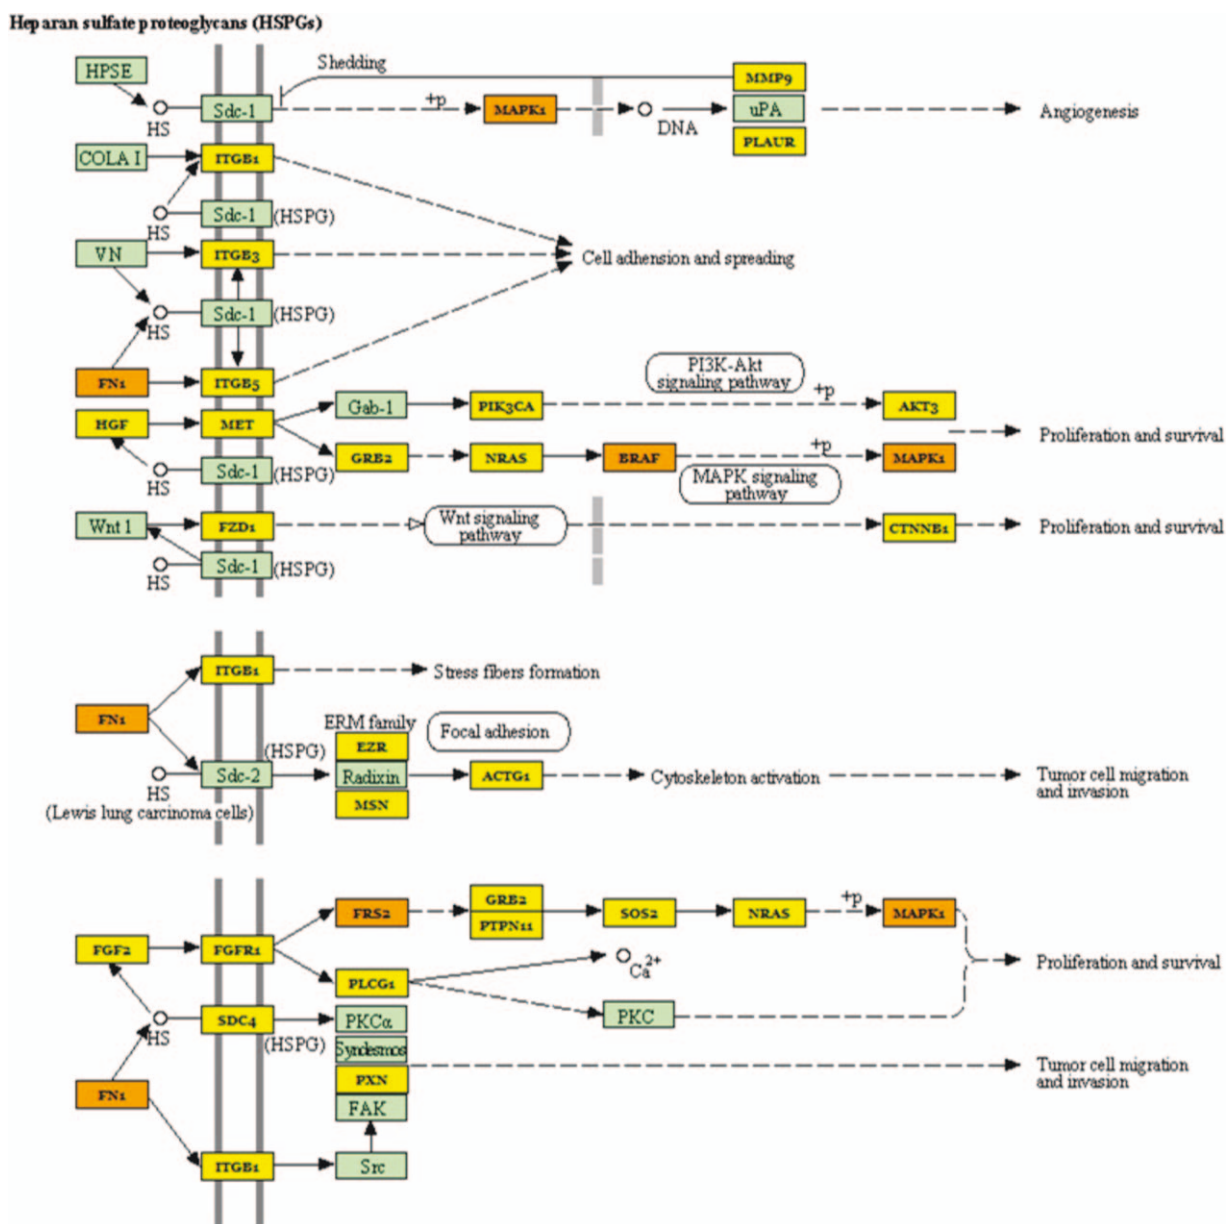 Heparan sulfate proteoglycans (HSPGs)
HPSE
Shedding
MMP9
HS
Sdc-1
+p
MAPK1
DNA
uPA
Angiogenesis
PLAUR
COLA I
ITGB1
HS
Sdc-1
(HSPG)
VN
ITGB3
Cell adhension and spreading
HS
Sdc-1
(HSPG)
FN1
ITGB5
PI3K-Akt
signaling pathway
Gab-1
PIK3CA
+p
AKT3
HGF
MET
Proliferation and survival
GRB2
NRAS
BRAF
+p
MAPK1
HS
Sdc-1
(HSPG)
MAPK signaling
pathway
Wnt 1
FZD1
Wnt signaling
pathway
CTNNB1
Proliferation and survival
HS
Sdc-1
(HSPG)
ITGB1
Stress fibers formation
FN1
ERM family
Focal adhesion
(HSPG)
EZR
HS
Sdc-2
Radixin
ACTG1
Cytoskeleton activation
Tumor cell migration
and invasion
MSN
(Lewis lung carcinoma cells)
FRS2
GRB2
PTPN11
SOS2
NRAS
+p
MAPK1
FGF2
FGFR1
Ca2+
Proliferation and survival
PLCG1
PKC
HS
SDC4
(HSPG)
PKCα
Syndesmos
PXN
Tumor cell migration
and invasion
FN1
FAK
ITGB1
Src